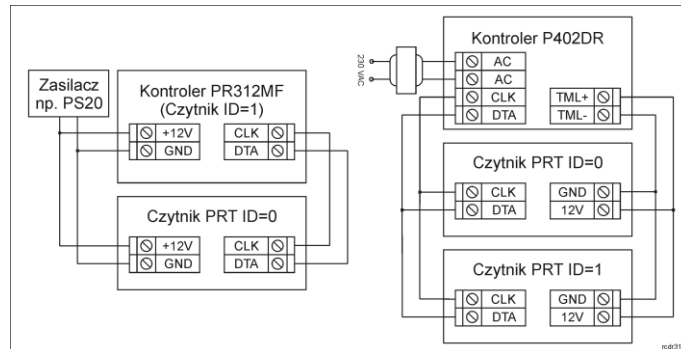 Zasilacz
np. PS20
Kontroler PR312MF
(Czytnik ID=1)
+12V
GND
CLK
DTA
Czytnik PRT ID=0
+12V
GND
CLK
DTA
230 VAC
Kontroler P402DR
AC
AC
CLK
DTA
TML+
TML-
Czytnik PRT ID=0
CLK
DTA
GND
12V
Czytnik PRT ID=1
CLK
DTA
GND
12V
rcdr31